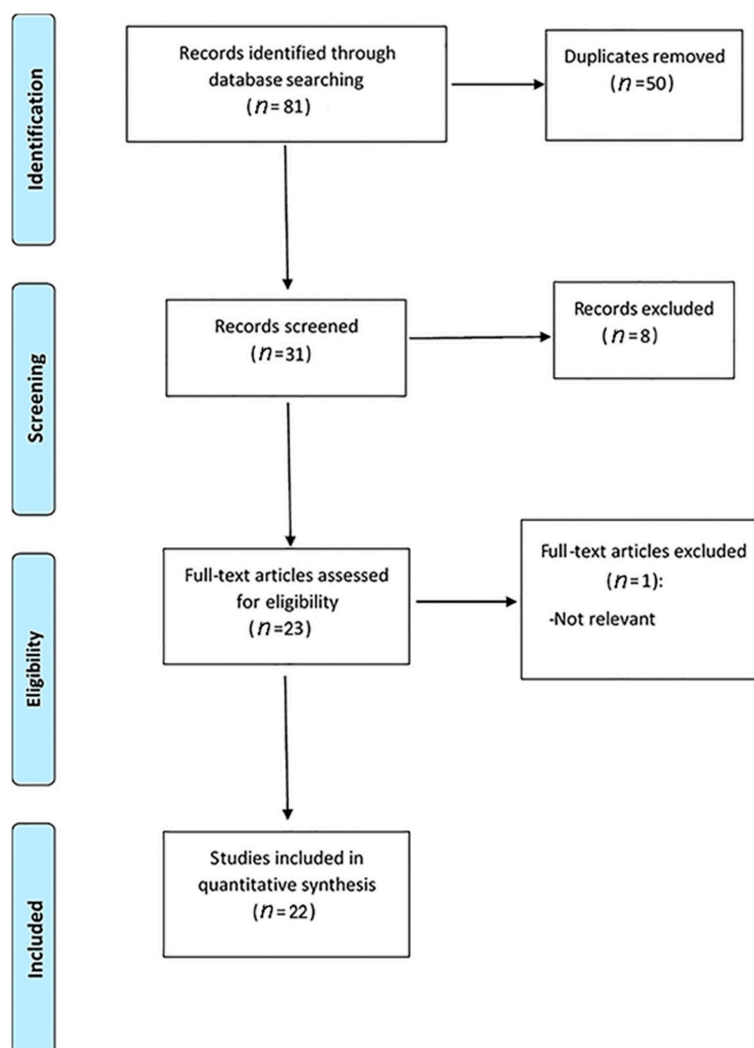 Identification
Records identified through
database searching
(n= 81)
Duplicates removed
(n=50)
Screening
Records screened
(n=31)
Records excluded
(n=8)
Eligibility
Full-text articles assessed
for eligibility
(n=23)
Full-text articles excluded
(n=1):
-Not relevant
Included
Studies included in
quantitative synthesis
(n=22)